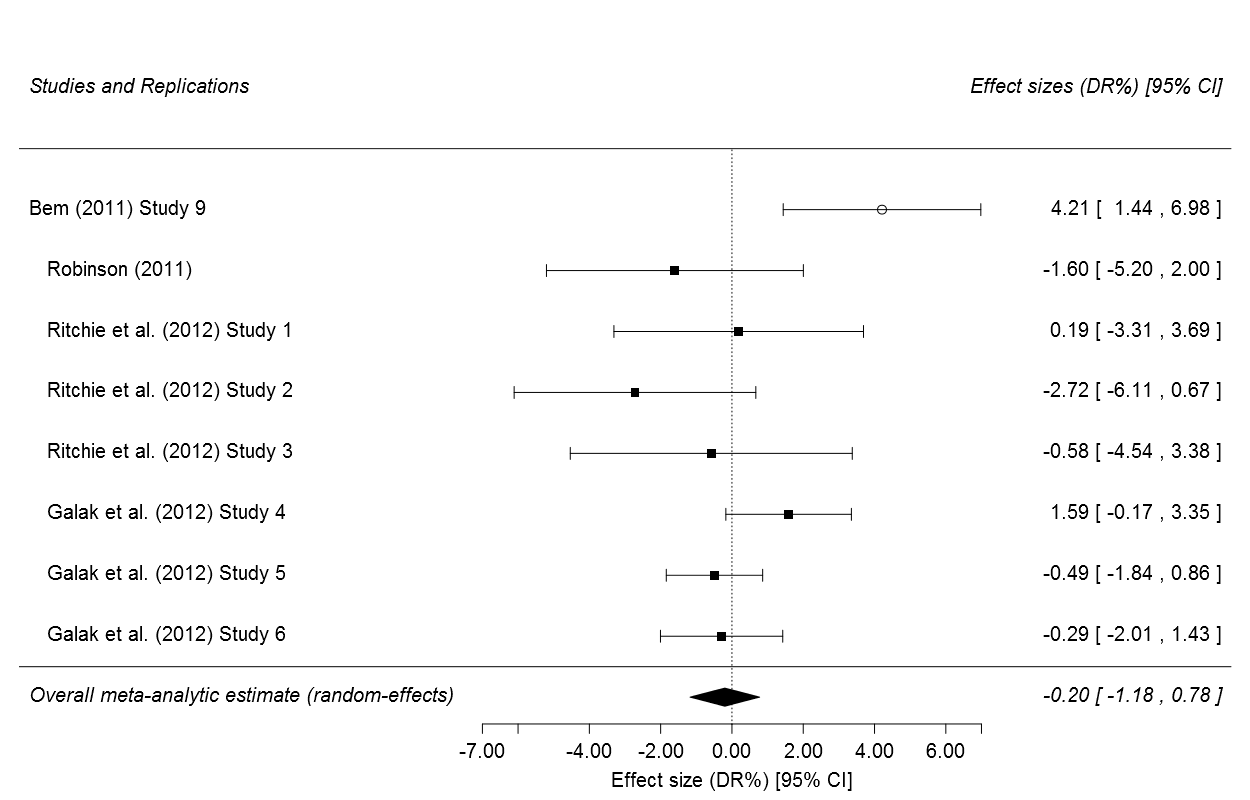 Studies and Replications Effect sizes (DR%) [95% CI]
Bem (2011) Study 9 4.21 [ 1.44 , 6.98 ]
Robinson (2011) -1.60 [ -5.20 , 2.00 ]
Ritchie et al. (2012) Study 1 0.19 [ -3.31 , 3.69 ]
Ritchie et al. (2012) Study 2 -2.72 [ -6.11 , 0.67 ]
Ritchie et al. (2012) Study 3 -0.58 [ -4.54 , 3.38 ]
Galak et al. (2012) Study 4 1.59 [ -0.17 , 3.35 ]
Galak et al. (2012) Study 5 -0.49 [ -1.84 , 0.86 ]
Galak et al. (2012) Study 6 -0.29 [ -2.01 , 1.43 ]
Overall meta-analytic estimate (random-effects) -0.20 [ -1.18 , 0.78 ]
-7.00 -4.00 -2.00 0.00 2.00 4.00 6.00
Effect size (DR%) [95% CI]